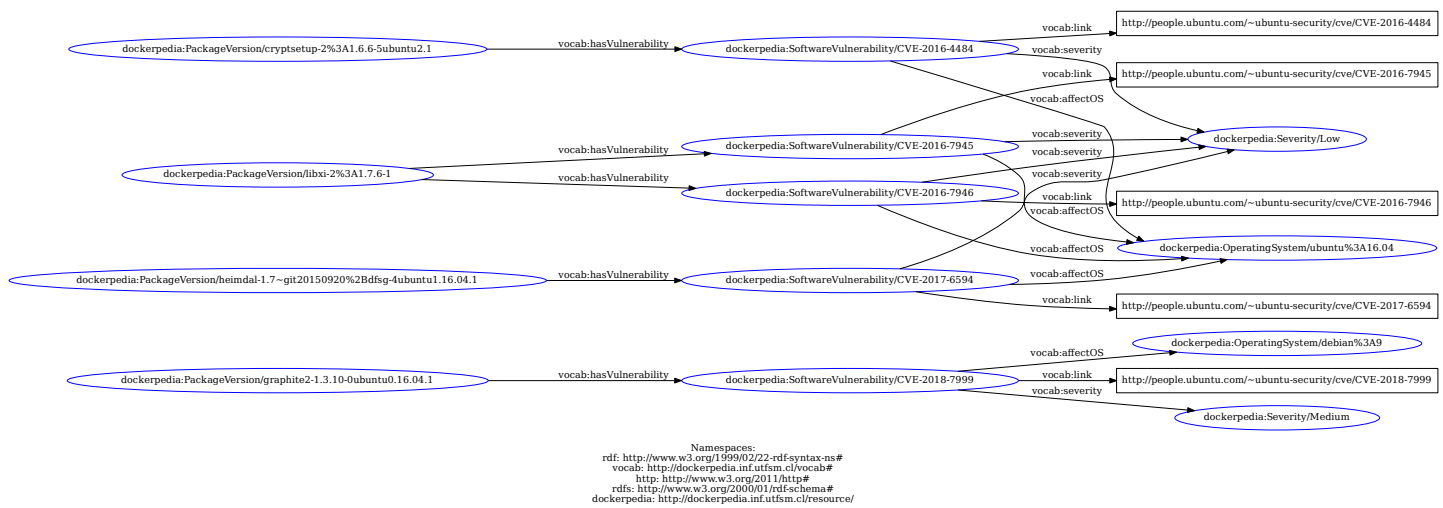 http://people.ubuntu.com/~ubuntu-security/cve/CVE-2016-4484
vocab:link
dockerpedia:PackageVersion/cryptsetup-2%3A1.6.6-5ubuntu2.1
vocab:hasVulnerability
dockerpedia:SoftwareVulnerability/CVE-2016-4484
vocab:severity
vocab:link
http://people.ubuntu.com/~ubuntu-security/cve/CVE-2016-7945
vocab:affectOS
vocab:severity
dockerpedia:Severity/Low
dockerpedia:SoftwareVulnerability/CVE-2016-7945
vocab:hasVulnerability
vocab:severity
dockerpedia:PackageVersion/libxi-2%3A1.7.6-1
vocab:hasVulnerability
vocab:severity
dockerpedia:SoftwareVulnerability/CVE-2016-7946
vocab:link
http://people.ubuntu.com/~ubuntu-security/cve/CVE-2016-7946
vocab:affectOS
vocab:affectOS
dockerpedia:OperatingSystem/ubuntu%3A16.04
vocab:affectOS
dockerpedia:PackageVersion/heimdal-1.7~git20150920%2Bdfsg-4ubuntu1.16.04.1
vocab:hasVulnerability
dockerpedia:SoftwareVulnerability/CVE-2017-6594
vocab:link
http://people.ubuntu.com/~ubuntu-security/cve/CVE-2017-6594
dockerpedia:OperatingSystem/debian%3A9
vocab:affectOS
dockerpedia:PackageVersion/graphite2-1.3.10-0ubuntu0.16.04.1
vocab:hasVulnerability
dockerpedia:SoftwareVulnerability/CVE-2018-7999
vocab:link
http://people.ubuntu.com/~ubuntu-security/cve/CVE-2018-7999
vocab:severity
dockerpedia:Severity/Medium
Namespaces:
rdf: http://www.w3.org/1999/02/22-rdf-syntax-ns#
vocab: http://dockerpedia.inf.utfsm.cl/vocab#
http: http://www.w3.org/2011/http#
rdfs: http://www.w3.org/2000/01/rdf-schema#
dockerpedia: http://dockerpedia.inf.utfsm.cl/resource/